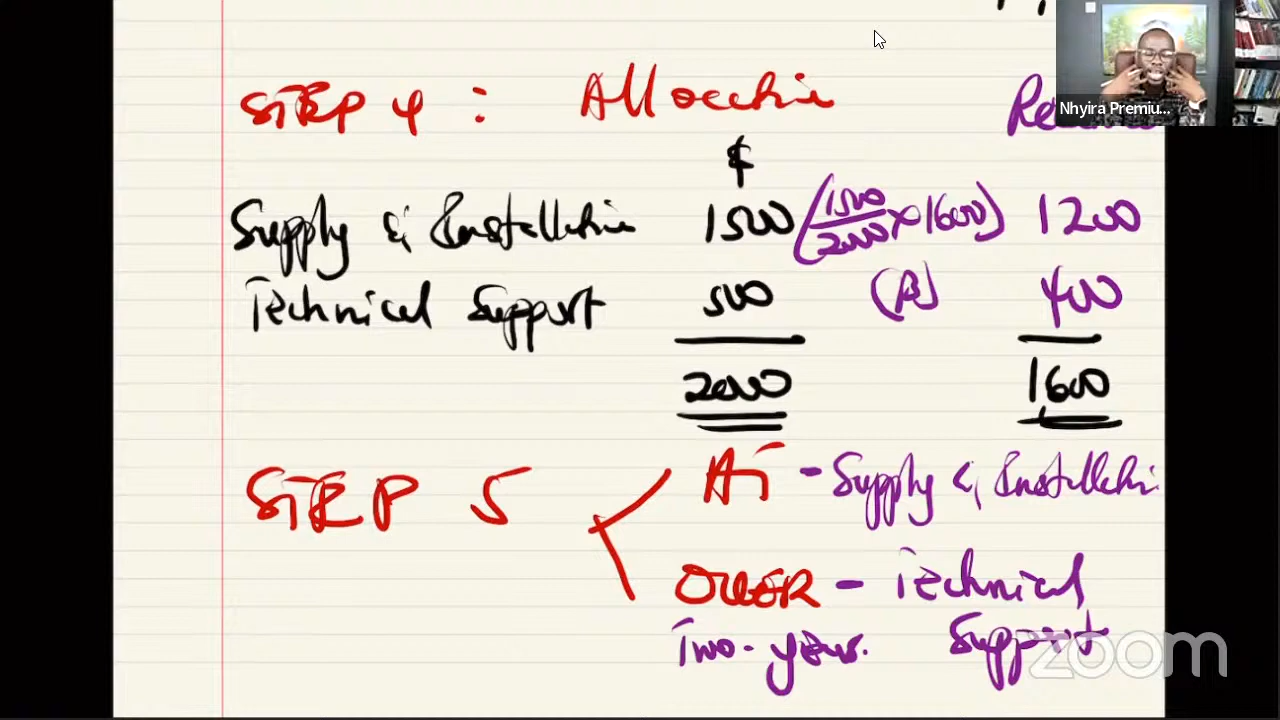 Nhyira Premiu...
STEP 4 : Allocation
$
Supply & Installation 1500 (1500/2000 × 1600) 1200
Technical Support 500 (B) 400
2000 1600
STEP 5 AT - Supply & Installation
OVER - Technical Support
Two-years.
zoom